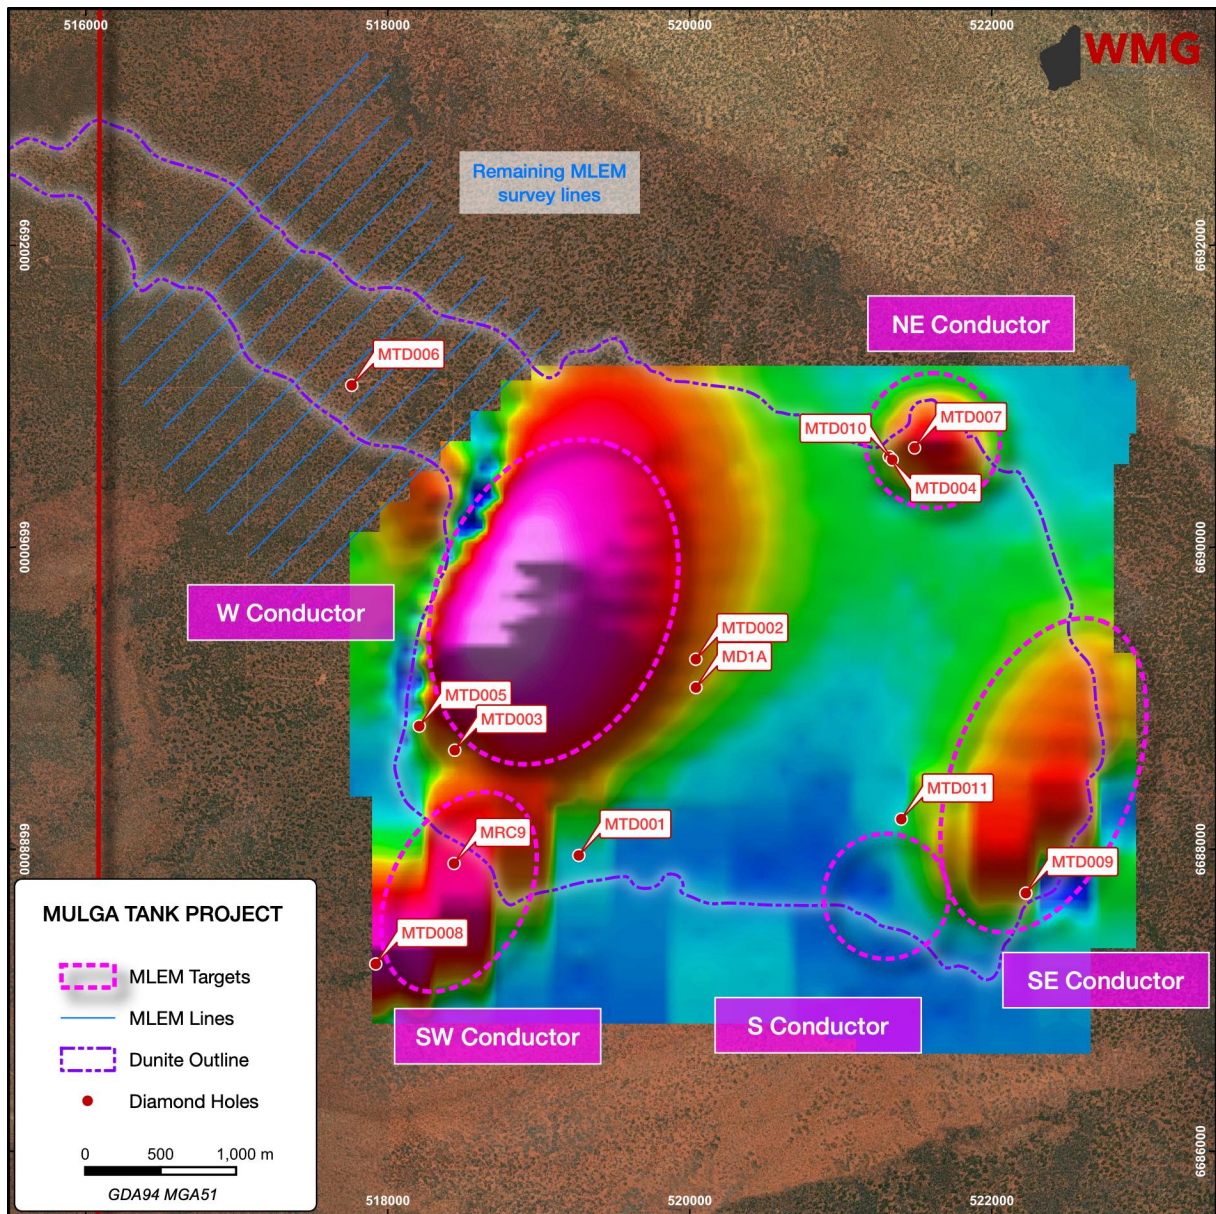 516000
518000
520000
522000
WMG
Remaining MLEM
survey lines
6692000
6692000
NE Conductor
MTD006
MTD010
MTD007
MTD004
6690000
6690000
W Conductor
MTD002
MD1A
MTD005
MTD003
MTD011
MTD001
MRC9
6688000
6688000
MTD009
MTD008
SE Conductor
S Conductor
SW Conductor
MULGA TANK PROJECT
MLEM Targets
MLEM Lines
Dunite Outline
Diamond Holes
0 500 1,000 m
GDA94 MGA51
6686000
518000
520000
522000